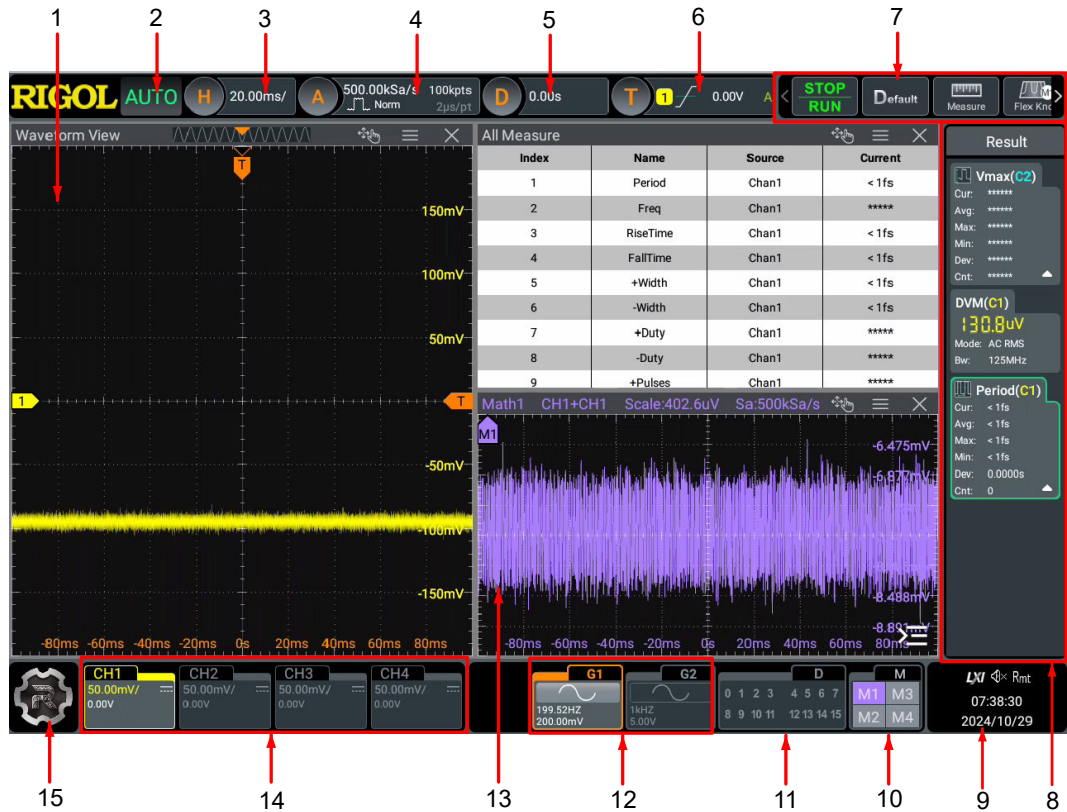 1 2 3 4 5 6 7
RIGOL AUTO H 20.00ms/ A 500.00kSa/s 100kpts D 0.00s T 1 0.00V A < STOP RUN Default Measure Flex Kno >
Norm 2µs/pt
Waveform View
T
150mV
100mV
50mV
1 T
-50mV
-100mV
-150mV
-80ms -60ms -40ms -20ms 0s 20ms 40ms 60ms 80ms
All Measure
Index Name Source Current
1 Period Chan1 < 1fs
2 Freq Chan1 *****
3 RiseTime Chan1 < 1fs
4 FallTime Chan1 < 1fs
5 +Width Chan1 < 1fs
6 -Width Chan1 < 1fs
7 +Duty Chan1 *****
8 -Duty Chan1 *****
9 +Pulses Chan1 *****
Math1 CH1+CH1 Scale:402.6uV Sa:500kSa/s
M1
-6.475mV
-6.877mV
-8.488mV
-8.891mV
-80ms -60ms -40ms -20ms 0s 20ms 40ms 60ms 80ms
Result
Vmax(C2)
Cur: ******
Avg: ******
Max: ******
Min: ******
Dev: ******
Cnt: ******
DVM(C1)
130.8uV
Mode: AC RMS
Bw: 125MHz
Period(C1)
Cur: < 1fs
Avg: < 1fs
Max: < 1fs
Min: < 1fs
Dev: 0.0000s
Cnt: 0
R
CH1
50.00mV/
0.00V
CH2
50.00mV/
0.00V
CH3
50.00mV/
0.00V
CH4
50.00mV/
0.00V
G1
199.52HZ
200.00mV
G2
1kHZ
5.00V
D
0 1 2 3 4 5 6 7
8 9 10 11 12 13 14 15
M
M1 M3
M2 M4
LXI Rmt
07:38:30
2024/10/29
15 14 13 12 11 10 9 8